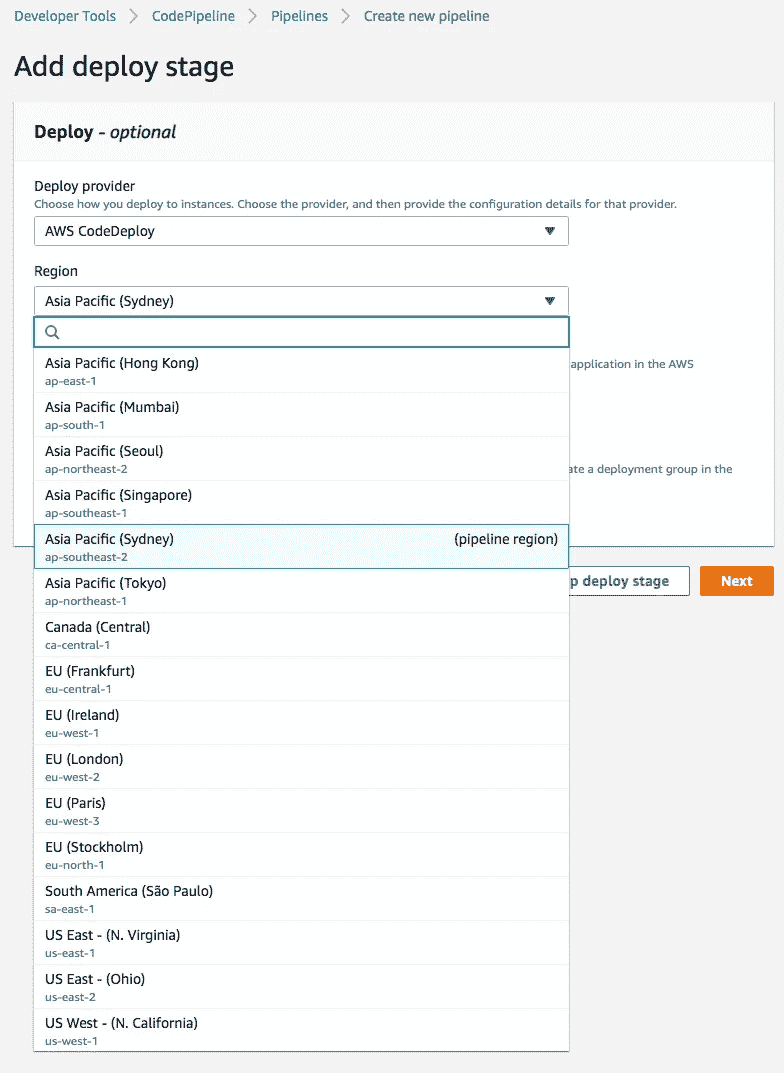 Developer Tools > CodePipeline > Pipelines > Create new pipeline
Add deploy stage
Deploy - optional
Deploy provider
Choose how you deploy to instances. Choose the provider, and then provide the configuration details for that provider.
AWS CodeDeploy
Region
Asia Pacific (Sydney)
Asia Pacific (Hong Kong)
application in the AWS
ap-east-1
Asia Pacific (Mumbai)
ap-south-1
Asia Pacific (Seoul)
ap-northeast-2
ate a deployment group in the
Asia Pacific (Singapore)
ap-southeast-1
Asia Pacific (Sydney) (pipeline region)
ap-southeast-2
Asia Pacific (Tokyo)
p deploy stage Next
ap-northeast-1
Canada (Central)
ca-central-1
EU (Frankfurt)
eu-central-1
EU (Ireland)
eu-west-1
EU (London)
eu-west-2
EU (Paris)
eu-west-3
EU (Stockholm)
eu-north-1
South America (São Paulo)
sa-east-1
US East - (N. Virginia)
us-east-1
US East - (Ohio)
us-east-2
US West - (N. California)
us-west-1